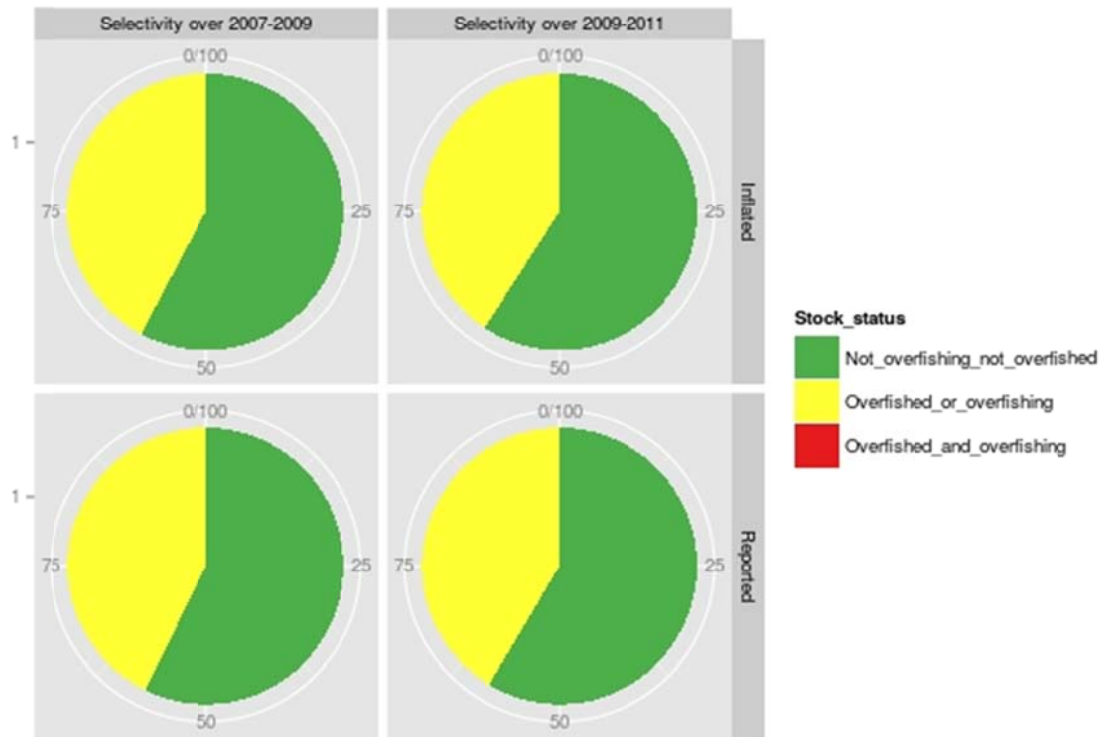 Selectivity over 2007-2009
Selectivity over 2009-2011
0/100
0/100
1
75
25
75
25
Inflated
50
50
Stock_status
Not_overfishing_not_overfished
Overfished_or_overfishing
Overfished_and_overfishing
0/100
0/100
1
75
25
75
25
Reported
50
50